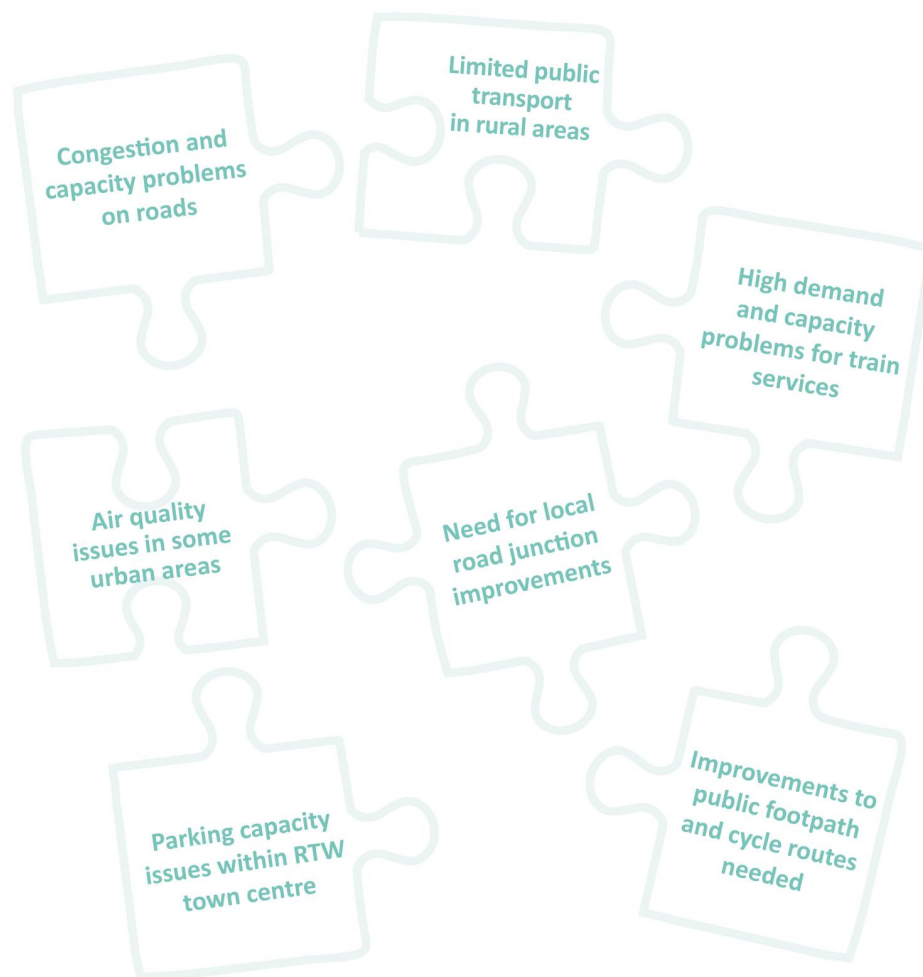 Congestion and
capacity problems
on roads
Limited public
transport
in rural areas
High demand
and capacity
problems for train
services
Air quality
issues in some
urban areas
Need for local
road junction
improvements
Parking capacity
issues within RTW
town centre
Improvements to
public footpath
and cycle routes
needed